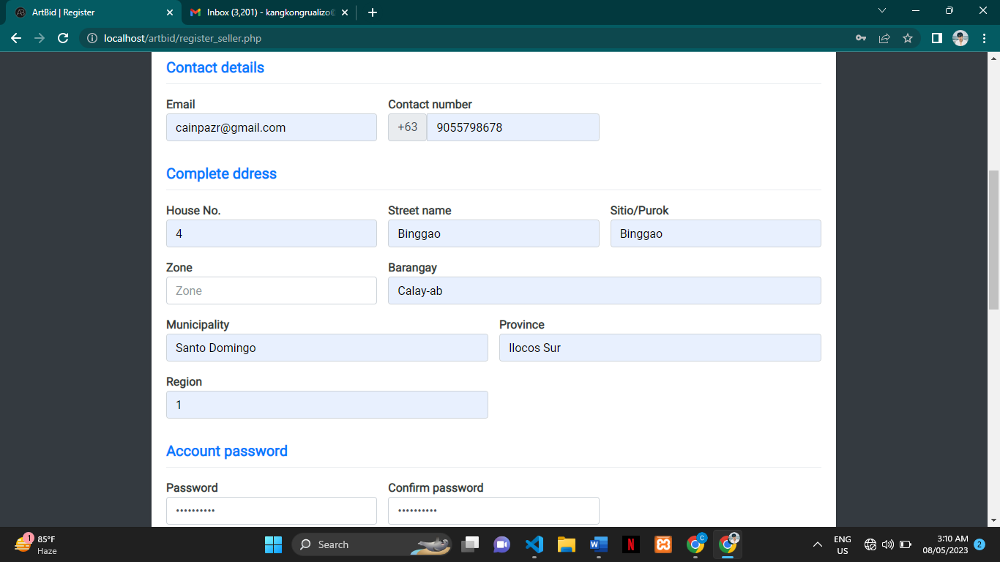 ArtBid | Register
Inbox (3,201) - kangkongrualizo@
localhost/artbid/register_seller.php
Contact details
Email Contact number
cainpazr@gmail.com +63 9055798678
Complete ddress
House No. Street name Sitio/Purok
4 Binggao Binggao
Zone Barangay
Zone Calay-ab
Municipality Province
Santo Domingo Ilocos Sur
Region
1
Account password
Password Confirm password
•••••••••• ••••••••••
1 85°F
Haze
Search
ENG
US
3:10 AM
08/05/2023
2